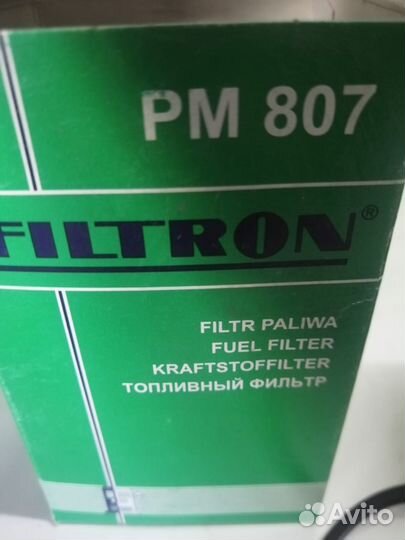 PM 807
FILTRON®
FILTR PALIWA
FUEL FILTER
KRAFTSTOFFILTER
ТОПЛИВНЫЙ ФИЛЬТР
Avito